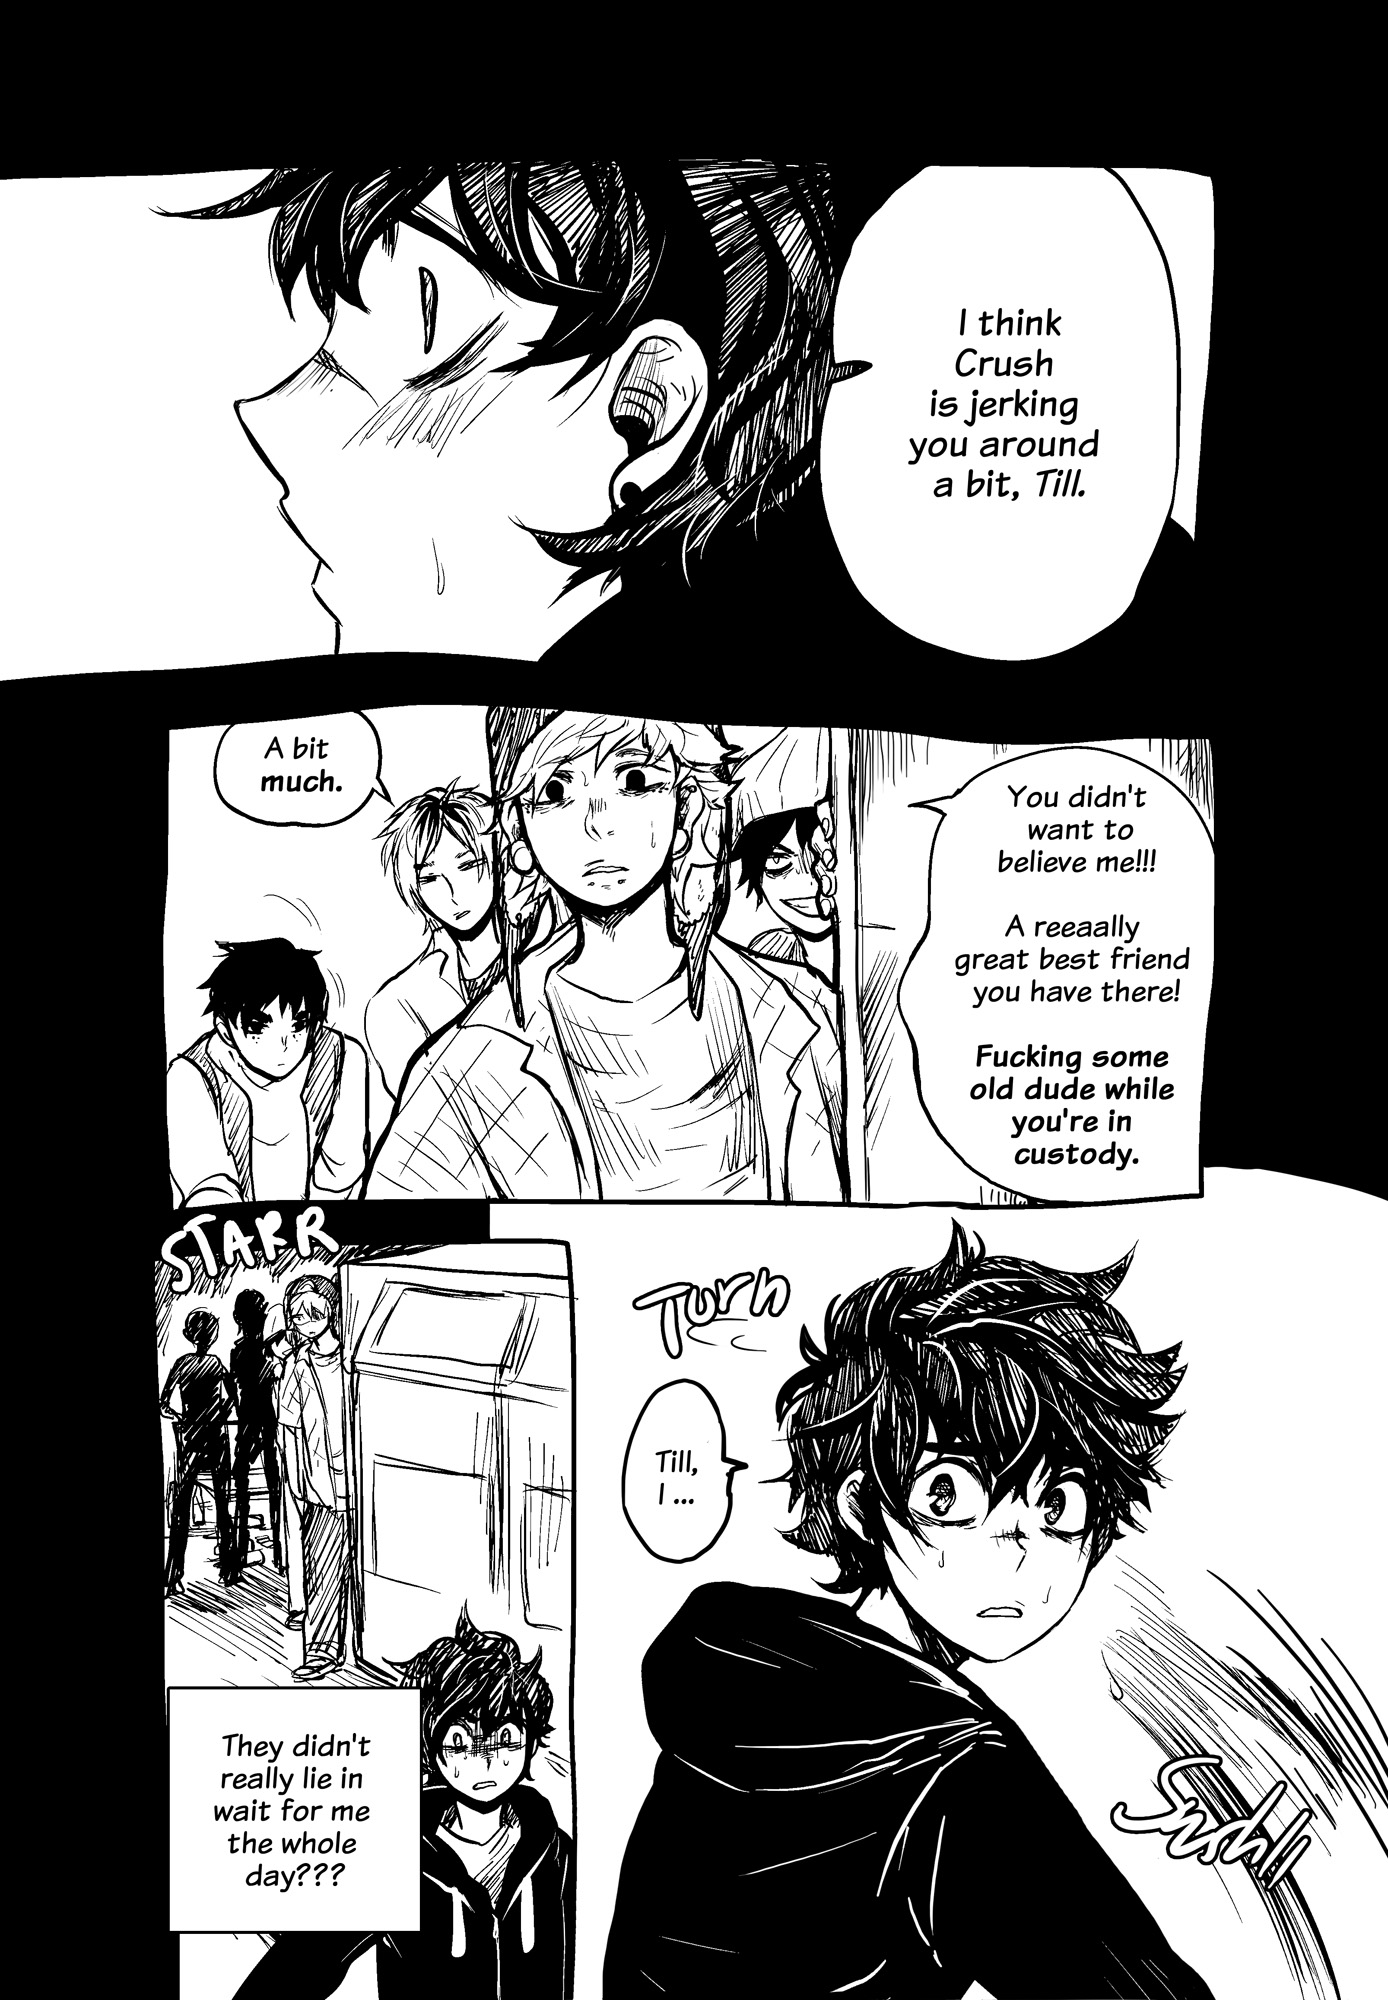 I think
Crush
is jerking
you around
a bit, Till.
A bit
much.
You didn't
want to
believe me!!!
A reeaally
great best friend
you have there!
Fucking some
old dude while
you're in
custody.
STARR
Turn
Till,
I ...
They didn't
really lie in
wait for me
the whole
day???